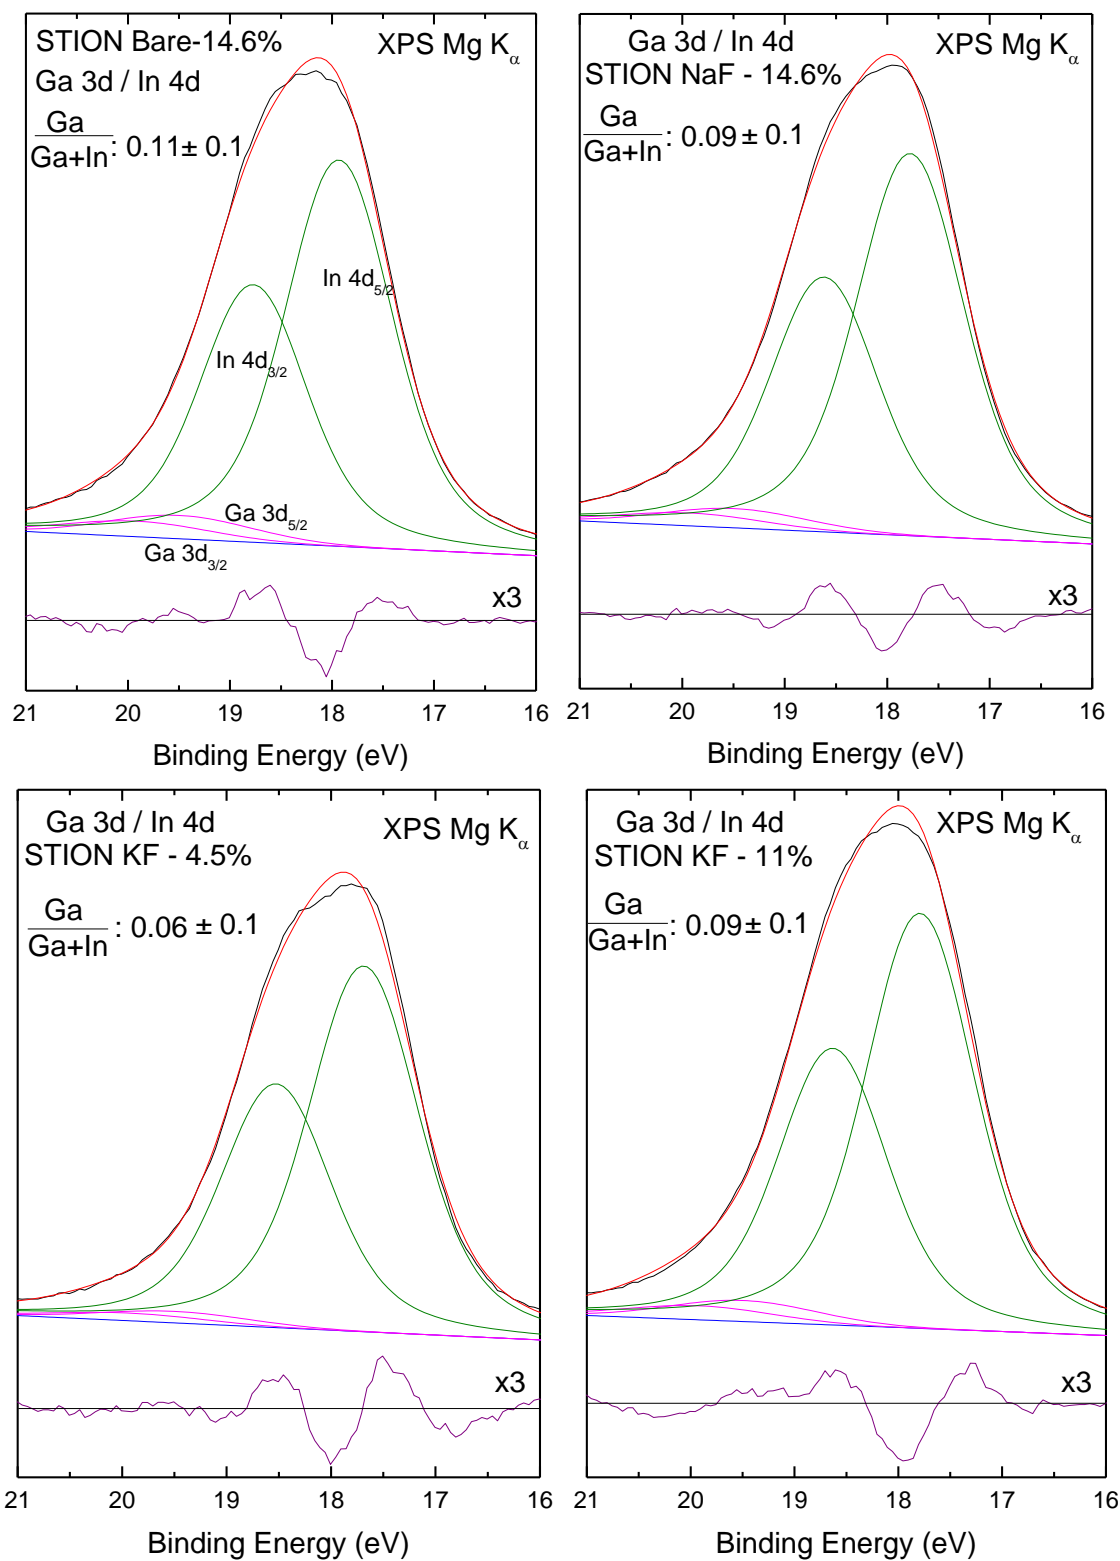 STION Bare-14.6%
XPS Mg Kα
Ga 3d / In 4d
Ga
Ga+In : 0.11± 0.1
In 4d5/2
In 4d3/2
Ga 3d5/2
Ga 3d3/2
x3
21 20 19 18 17 16
Binding Energy (eV)
Ga 3d / In 4d
XPS Mg Kα
STION NaF - 14.6%
Ga
Ga+In : 0.09 ± 0.1
x3
21 20 19 18 17 16
Binding Energy (eV)
Ga 3d / In 4d
XPS Mg Kα
STION KF - 4.5%
Ga
Ga+In : 0.06 ± 0.1
x3
21 20 19 18 17 16
Binding Energy (eV)
Ga 3d / In 4d
XPS Mg Kα
STION KF - 11%
Ga
Ga+In : 0.09 ± 0.1
x3
21 20 19 18 17 16
Binding Energy (eV)